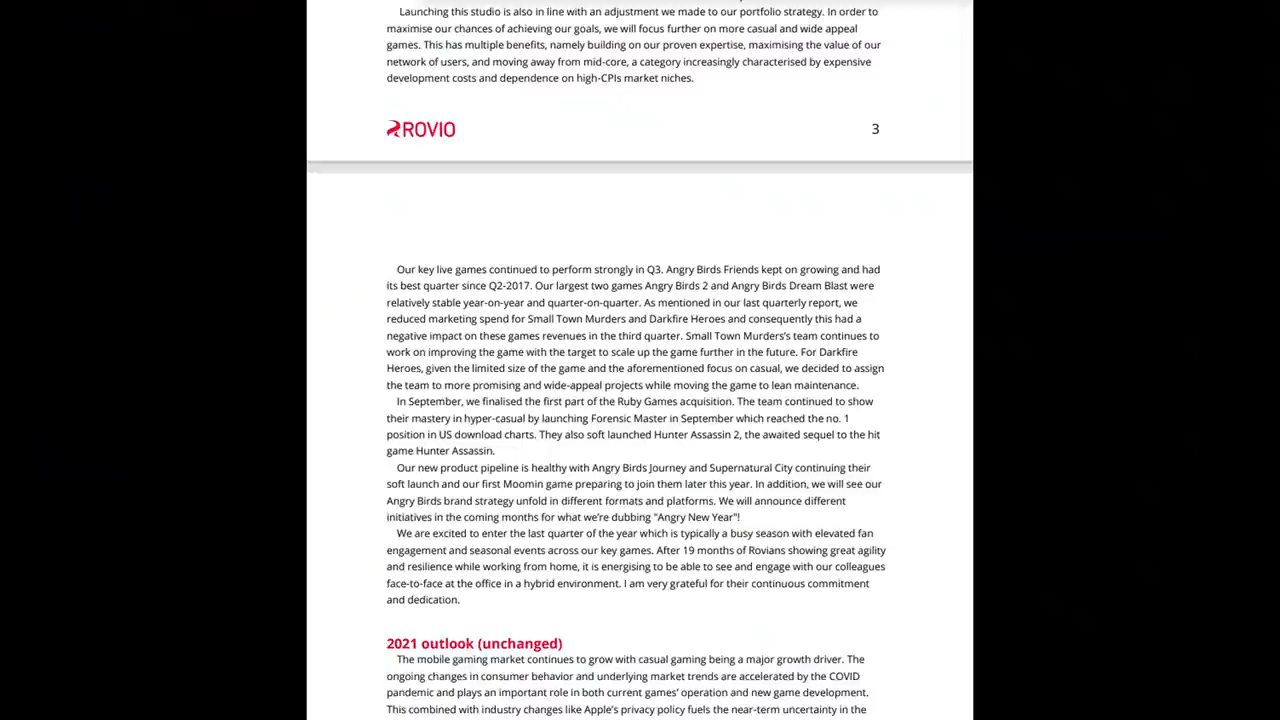 Launching this studio is also in line with an adjustment we made to our portfolio strategy. In order to
maximise our chances of achieving our goals, we will focus further on more casual and wide appeal
games. This has multiple benefits, namely building on our proven expertise, maximising the value of our
network of users, and moving away from mid-core, a category increasingly characterised by expensive
development costs and dependence on high-CPIs market niches.
ROVIO
3
Our key live games continued to perform strongly in Q3. Angry Birds Friends kept on growing and had
its best quarter since Q2-2017. Our largest two games Angry Birds 2 and Angry Birds Dream Blast were
relatively stable year-on-year and quarter-on-quarter. As mentioned in our last quarterly report, we
reduced marketing spend for Small Town Murders and Darkfire Heroes and consequently this had a
negative impact on these games revenues in the third quarter. Small Town Murders's team continues to
work on improving the game with the target to scale up the game further in the future. For Darkfire
Heroes, given the limited size of the game and the aforementioned focus on casual, we decided to assign
the team to more promising and wide-appeal projects while moving the game to lean maintenance.
In September, we finalised the first part of the Ruby Games acquisition. The team continued to show
their mastery in hyper-casual by launching Forensic Master in September which reached the no. 1
position in US download charts. They also soft launched Hunter Assassin 2, the awaited sequel to the hit
game Hunter Assassin.
Our new product pipeline is healthy with Angry Birds Journey and Supernatural City continuing their
soft launch and our first Moomin game preparing to join them later this year. In addition, we will see our
Angry Birds brand strategy unfold in different formats and platforms. We will announce different
initiatives in the coming months for what we're dubbing "Angry New Year"!
We are excited to enter the last quarter of the year which is typically a busy season with elevated fan
engagement and seasonal events across our key games. After 19 months of Rovians showing great agility
and resilience while working from home, it is energising to be able to see and engage with our colleagues
face-to-face at the office in a hybrid environment. I am very grateful for their continuous commitment
and dedication.
2021 outlook (unchanged)
The mobile gaming market continues to grow with casual gaming being a major growth driver. The
ongoing changes in consumer behavior and underlying market trends are accelerated by the COVID
pandemic and plays an important role in both current games' operation and new game development.
This combined with industry changes like Apple's privacy policy fuels the near-term uncertainty in the